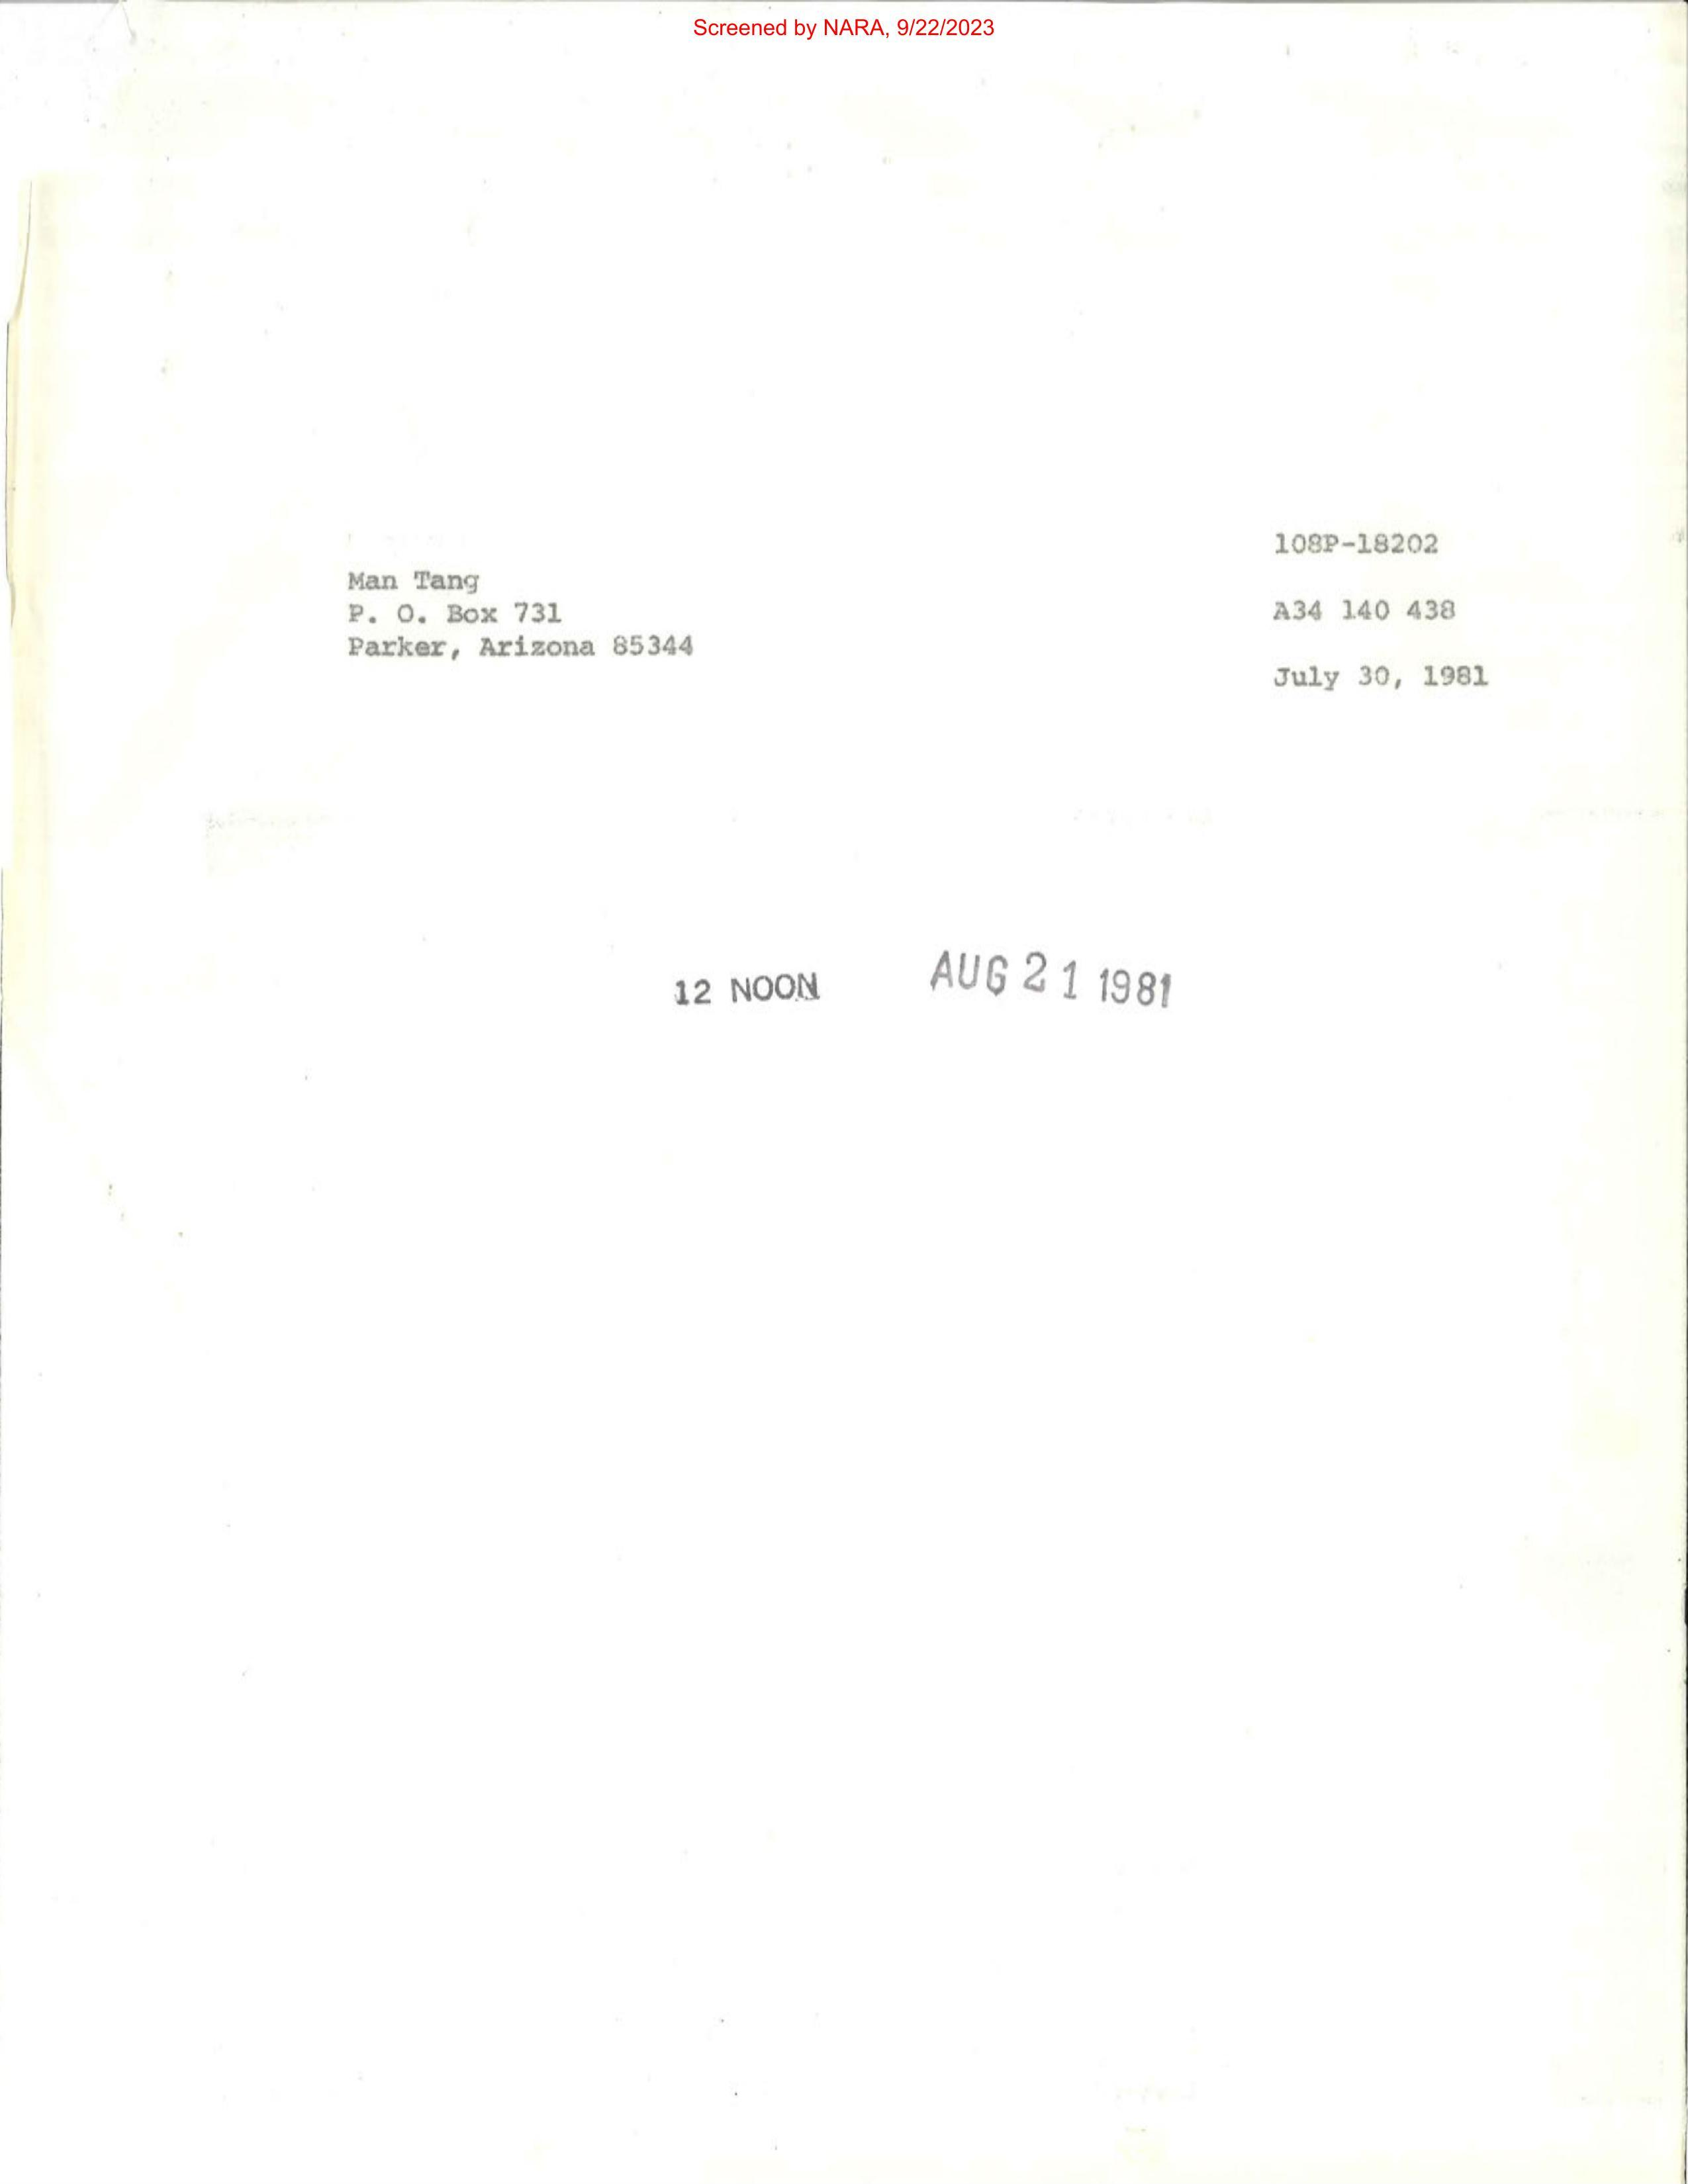 Screened by NARA, 9/22/2023
108P-18202
Man Tang
P. O. Box 731
Parker, Arizona 85344
A34 140 438
July 30, 1981
12 NOON AUG 21 1981